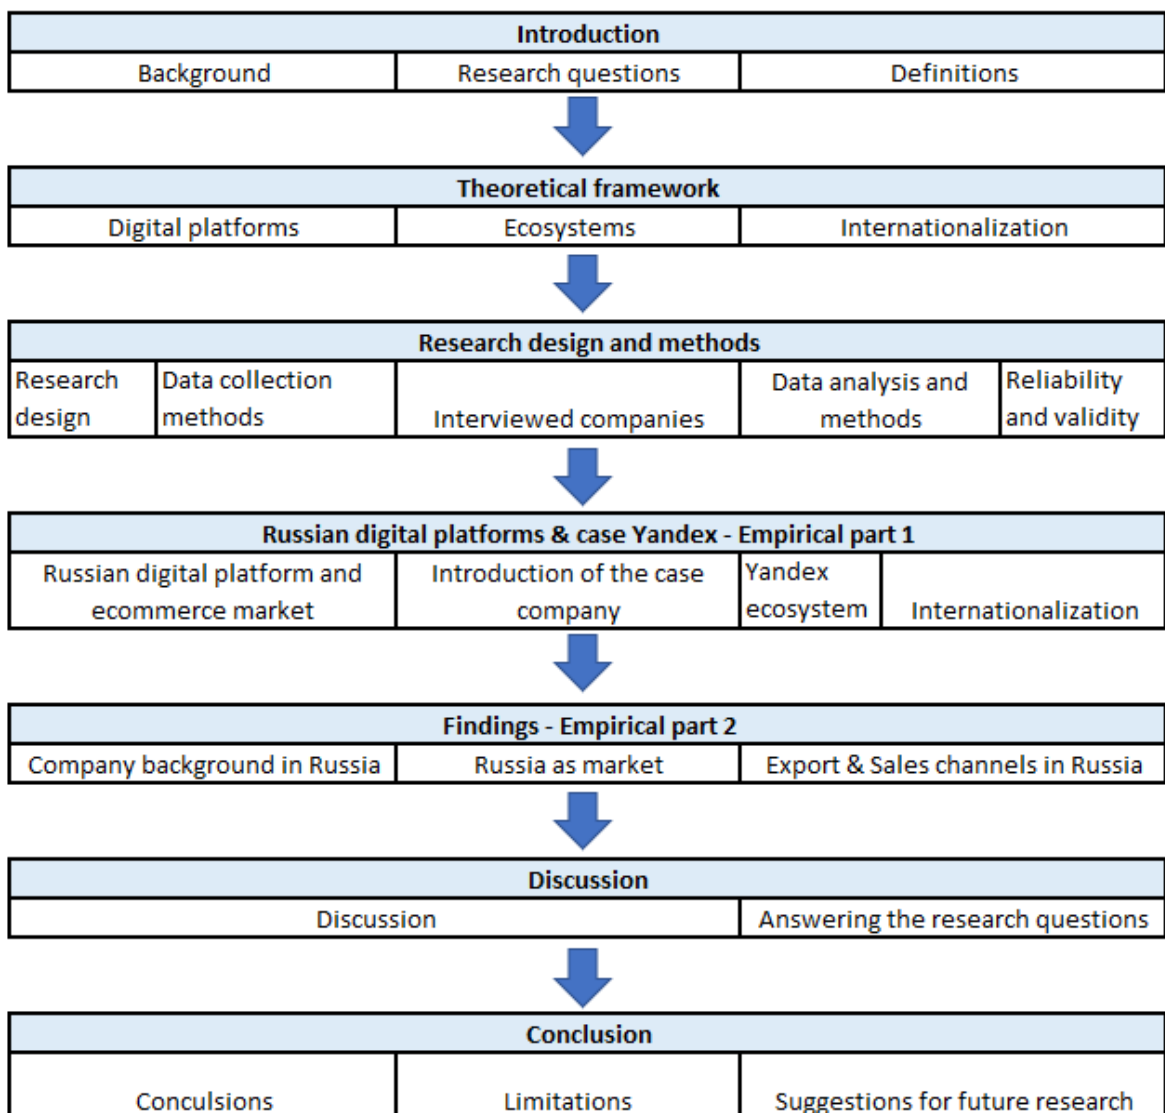 Introduction
Background Research questions Definitions
Theoretical framework
Digital platforms Ecosystems Internationalization
Research design and methods
Research design
Data collection methods
Interviewed companies
Data analysis and methods
Reliability and validity
Russian digital platforms & case Yandex - Empirical part 1
Russian digital platform and ecommerce market
Introduction of the case company
Yandex ecosystem
Internationalization
Findings - Empirical part 2
Company background in Russia Russia as market Export & Sales channels in Russia
Discussion
Discussion Answering the research questions
Conclusion
Conculsions Limitations Suggestions for future research